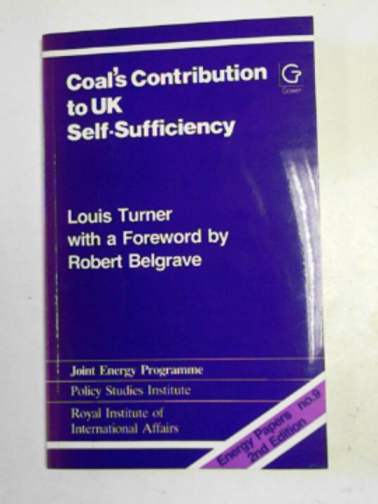 Coal's Contribution
to UK
Self-Sufficiency
G
Gower
Louis Turner
with a Foreword by
Robert Belgrave
Joint Energy Programme
Policy Studies Institute
Royal Institute of
International Affairs
Energy Papers no.9
2nd Edition